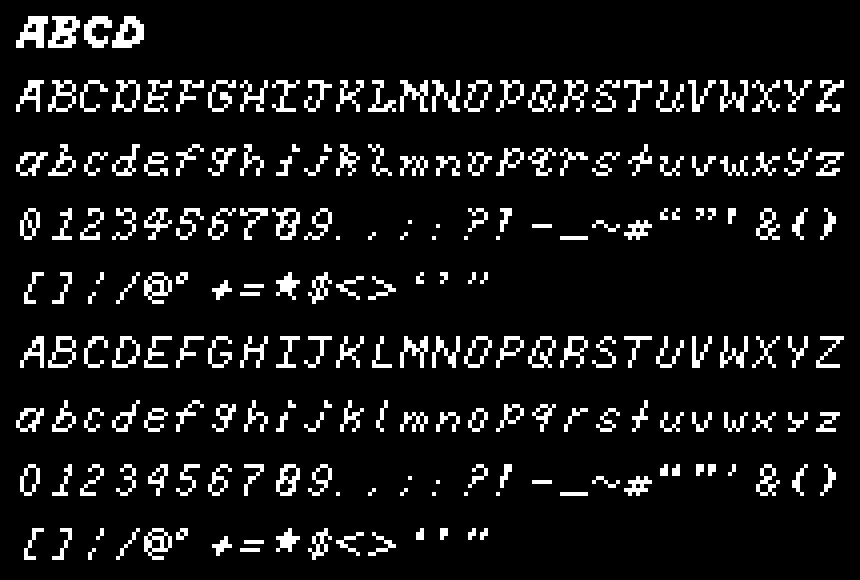 ABCD
ABCDEFGHIJKLMNOPQRSTUVWXYZ
abcdefghijklmnopqrstuvwxyz
0123456789. , ; : ?! -_~#“”' &()
[]¦/@° +=*$<> ‘’ ”
ABCDEFGHIJKLMNOPQRSTUVWXYZ
abcdefghijklmnopqrstuvwxyz
0123456789. , ; : ?! -_~#“”' &()
[]¦/@° +=*$<> ‘’ ”